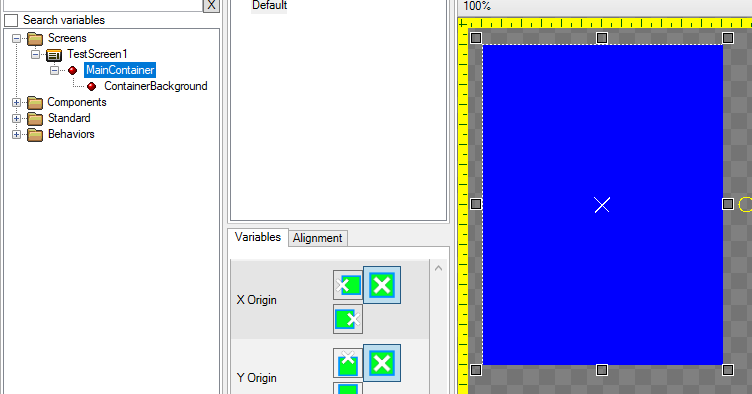 X
Search variables
Screens
TestScreen1
MainContainer
ContainerBackground
Components
Standard
Behaviors
Default
Variables
Alignment
X Origin
Y Origin
100%